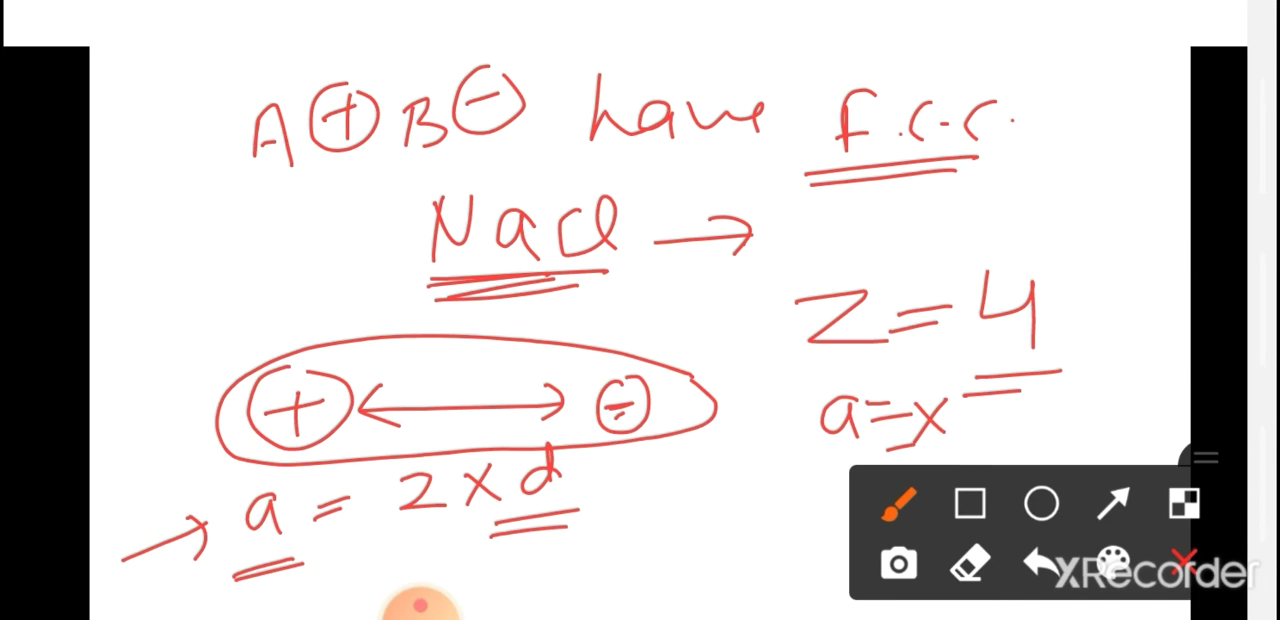 A⊕ B⊖ have f.c.c.
NaCl →
Z = 4
⊕ ↔ ⊖
a = x
→ a = 2 × d
XRecorder